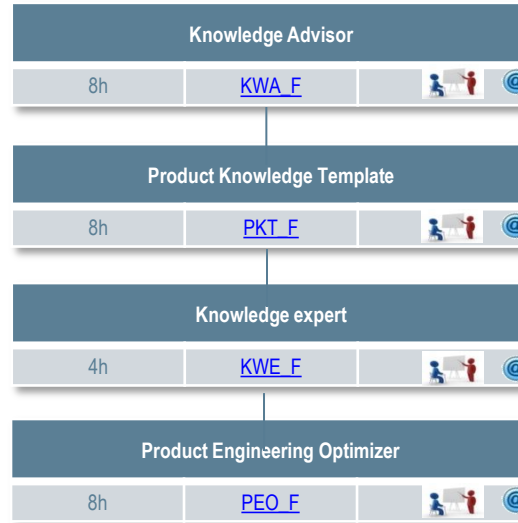 Knowledge Advisor
8h KWA_F @
Product Knowledge Template
8h PKT_F @
Knowledge expert
4h KWE_F @
Product Engineering Optimizer
8h PEO_F @